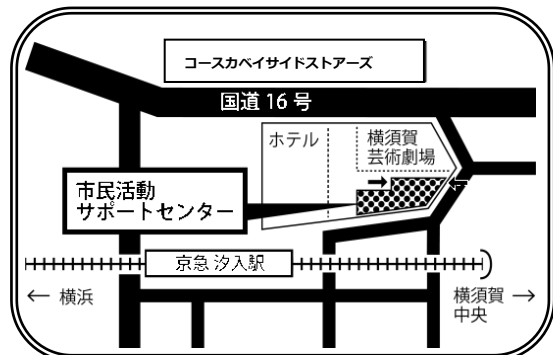 コースカベイサイドストアーズ
国道16号
ホテル
横須賀
芸術劇場
市民活動
サポートセンター
京急 汐入駅
← 横浜
横須賀 →
中央